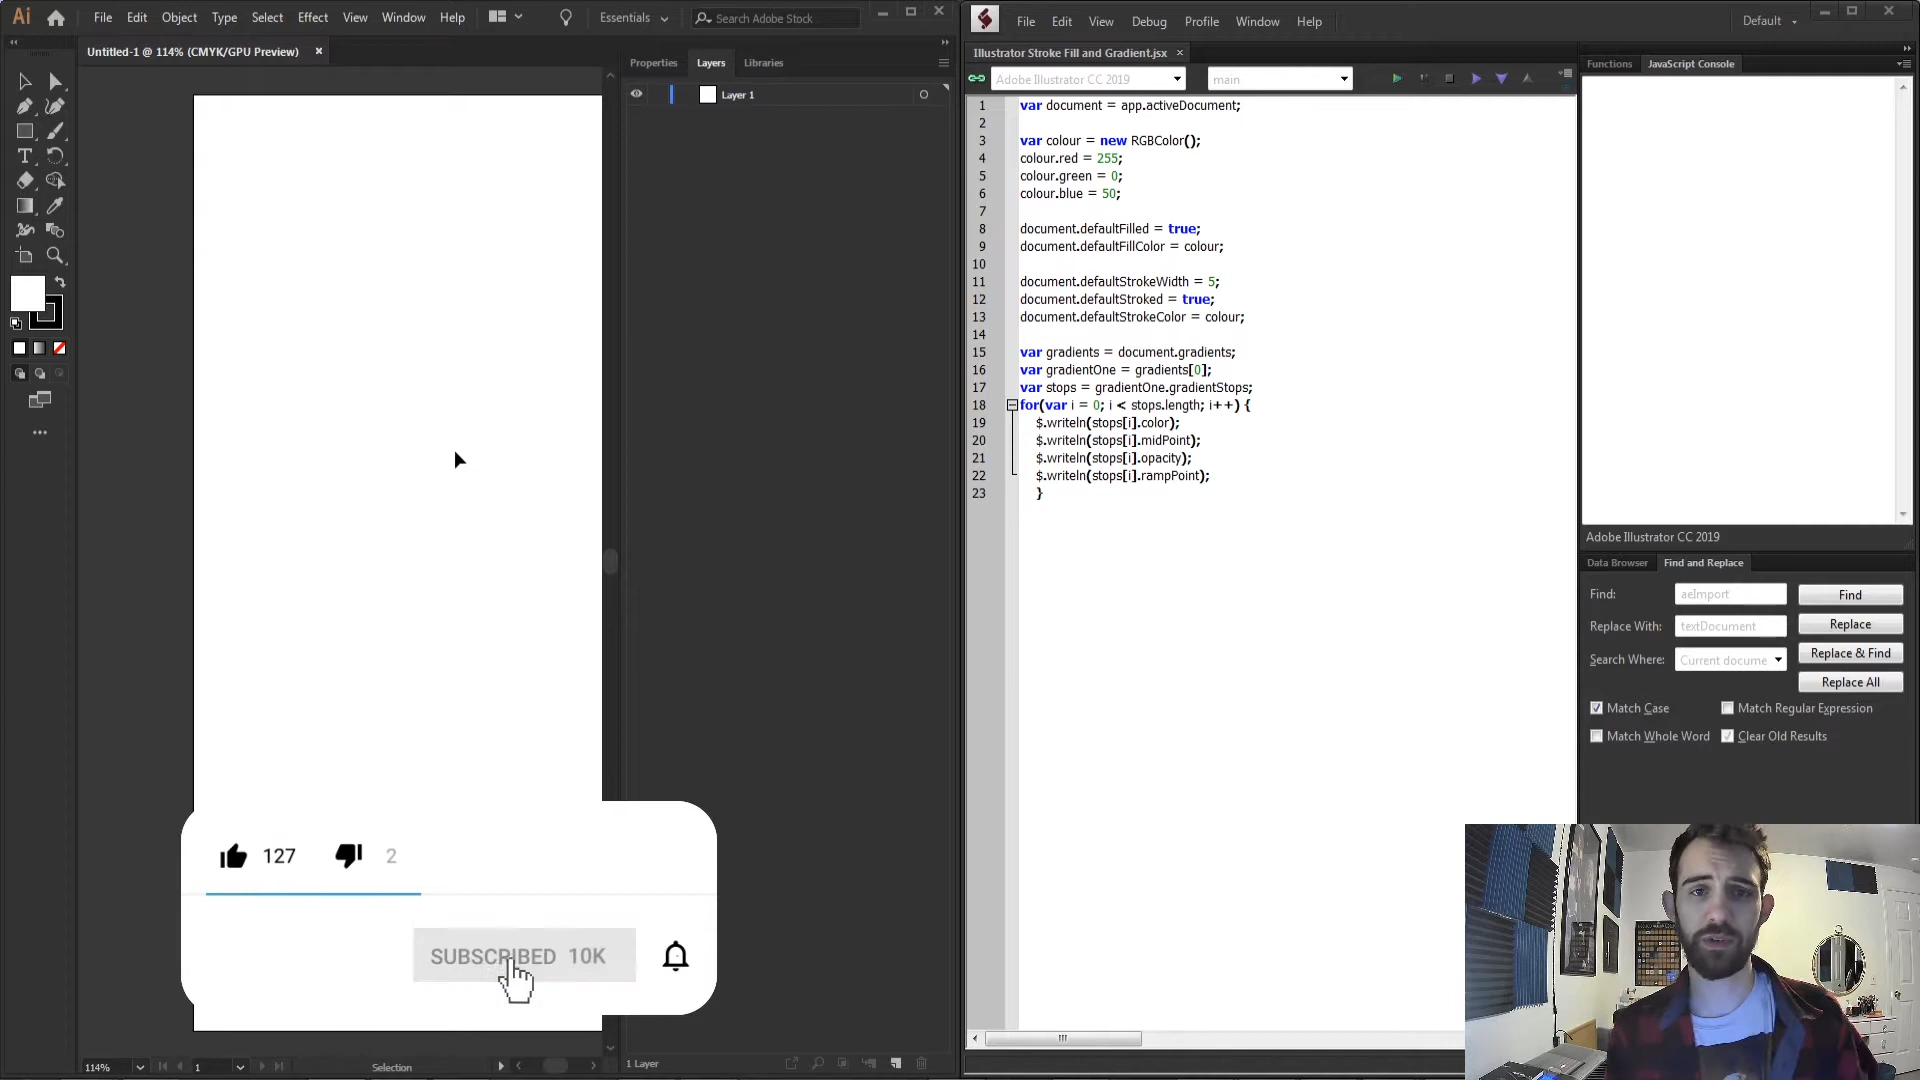 Ai File Edit Object Type Select Effect View Window Help Essentials Search Adobe Stock
Untitled-1 @ 114% (CMYK/GPU Preview) ×
Properties Layers Libraries
Layer 1
127 2
SUBSCRIBED 10K
114% 1 Selection
1 Layer
File Edit View Debug Profile Window Help Default
Illustrator Stroke Fill and Gradient.jsx ×
Adobe Illustrator CC 2019 main
1 var document = app.activeDocument;
2
3 var colour = new RGBColor();
4 colour.red = 255;
5 colour.green = 0;
6 colour.blue = 50;
7
8 document.defaultFilled = true;
9 document.defaultFillColor = colour;
10
11 document.defaultStrokeWidth = 5;
12 document.defaultStroked = true;
13 document.defaultStrokeColor = colour;
14
15 var gradients = document.gradients;
16 var gradientOne = gradients[0];
17 var stops = gradientOne.gradientStops;
18 for(var i = 0; i < stops.length; i++) {
19 $.writeln(stops[i].color);
20 $.writeln(stops[i].midPoint);
21 $.writeln(stops[i].opacity);
22 $.writeln(stops[i].rampPoint);
23 }
Functions JavaScript Console
Adobe Illustrator CC 2019
Data Browser Find and Replace
Find: aeImport Find
Replace With: textDocument Replace
Search Where: Current docume Replace & Find
Replace All
Match Case Match Regular Expression
Match Whole Word Clear Old Results